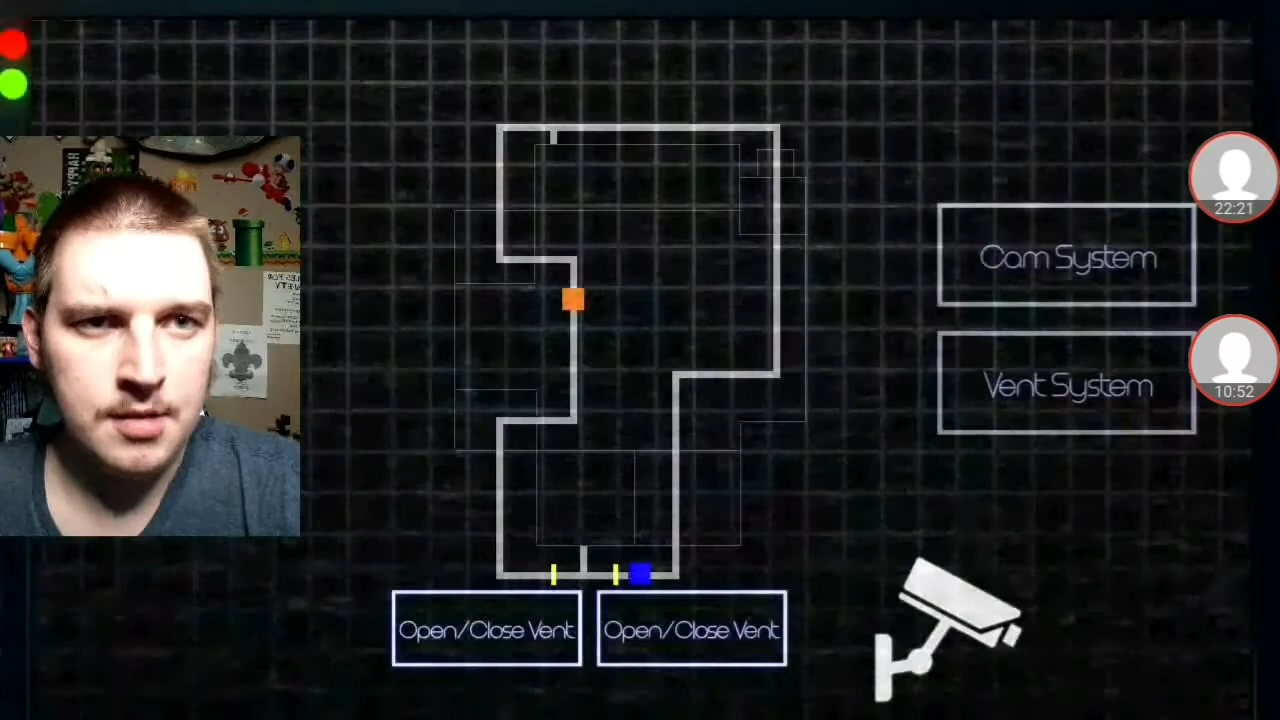 22:21
Cam System
Vent System
10:52
Open/Close Vent
Open/Close Vent